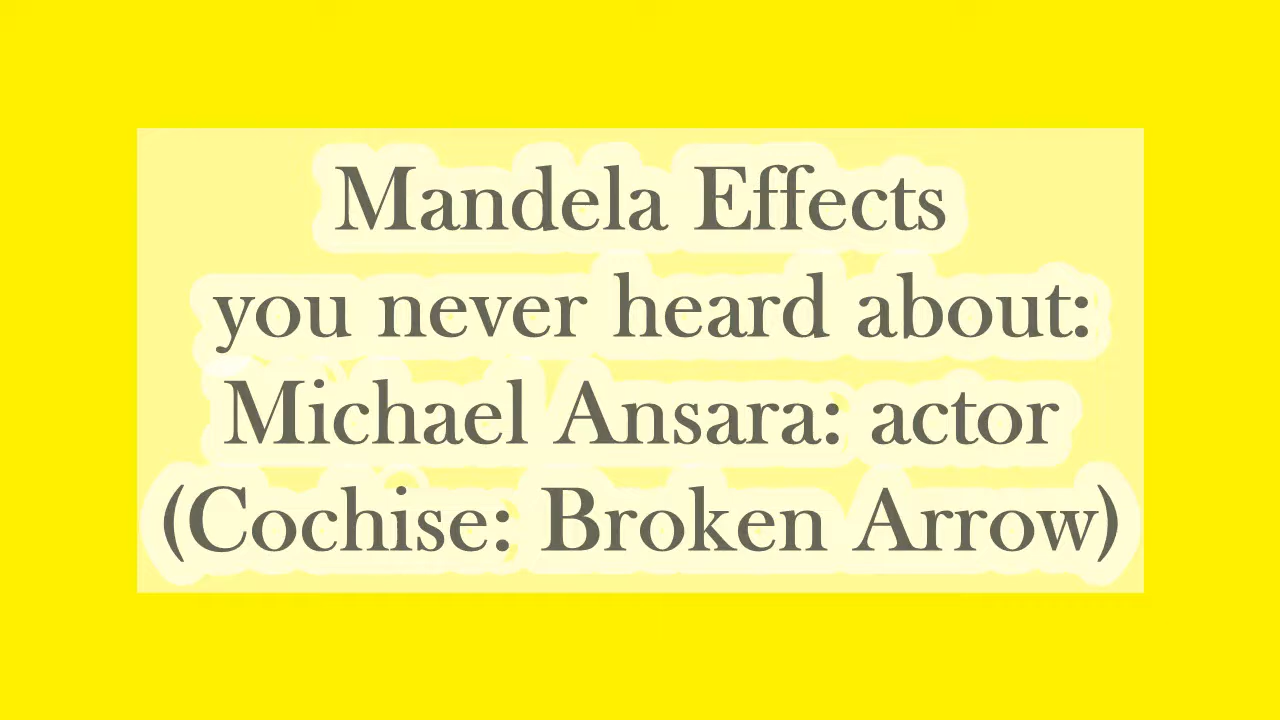 Mandela Effects
you never heard about:
Michael Ansara: actor
(Cochise: Broken Arrow)